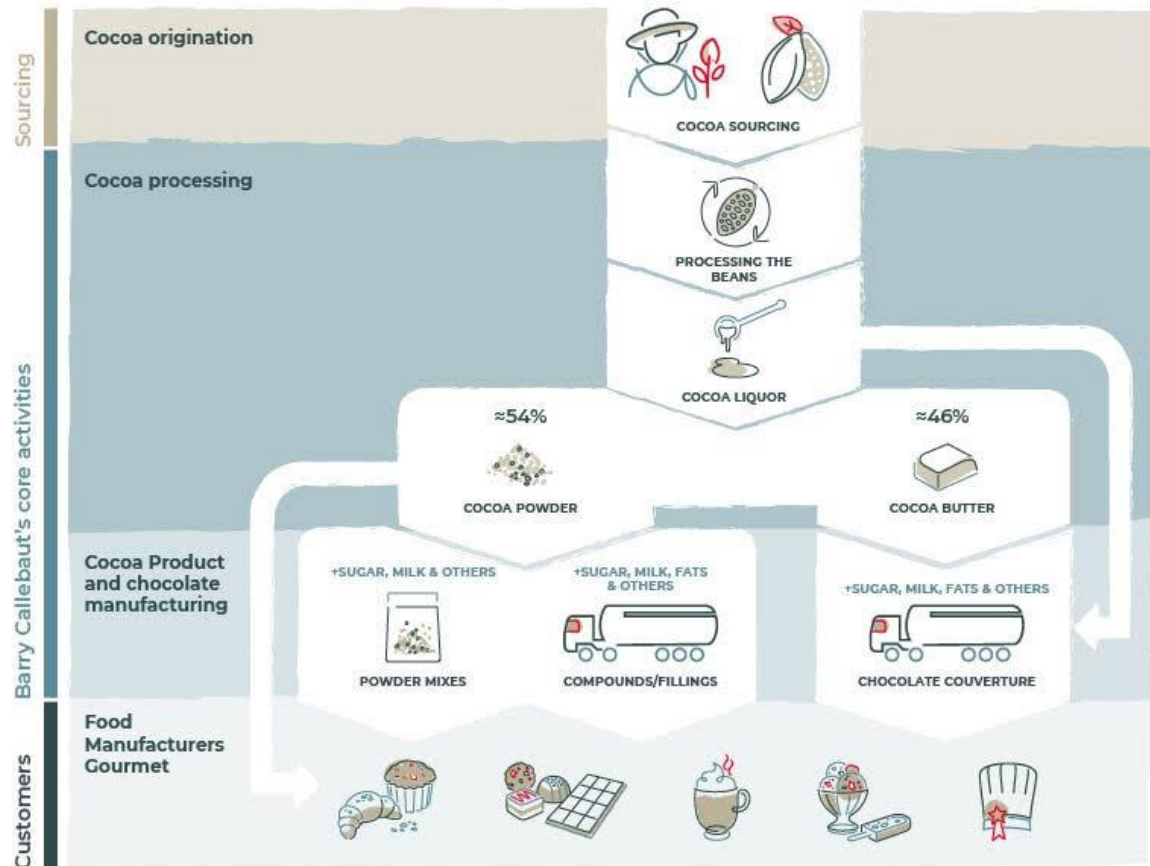 Sourcing
Cocoa origination
COCOA SOURCING
Barry Callebaut's core activities
Cocoa processing
PROCESSING THE
BEANS
COCOA LIQUOR
≈54%
COCOA POWDER
≈46%
COCOA BUTTER
Cocoa Product
and chocolate
manufacturing
+SUGAR, MILK & OTHERS
POWDER MIXES
+SUGAR, MILK, FATS
& OTHERS
COMPOUNDS/FILLINGS
+SUGAR, MILK, FATS & OTHERS
CHOCOLATE COUVERTURE
Customers
Food
Manufacturers
Gourmet